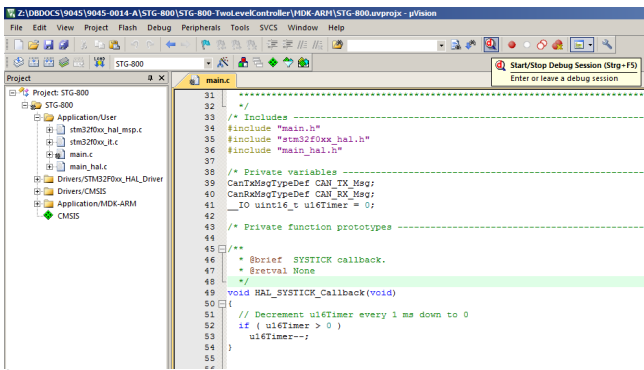 Z:\DBDOCS\9045\9045-0014-A\STG-800\STG-800-TwoLevelController\MDK-ARM\STG-800.uvprojx - µVision
File Edit View Project Flash Debug Peripherals Tools SVCS Window Help
STG-800
Start/Stop Debug Session (Strg+F5)
Enter or leave a debug session
Project
main.c
Project: STG-800
STG-800
Application/User
stm32f0xx_hal_msp.c
stm32f0xx_it.c
main.c
main_hal.c
Drivers/STM32F0xx_HAL_Driver
Drivers/CMSIS
Application/MDK-ARM
CMSIS
31 ******************************************************************************
32 */
33 /* Includes ------------------------------------------------------------------
34 #include "main.h"
35 #include "stm32f0xx_hal.h"
36 #include "main_hal.h"
37
38 /* Private variables ---------------------------------------------------------
39 CanTxMsgTypeDef CAN_TX_Msg;
40 CanRxMsgTypeDef CAN_RX_Msg;
41 __IO uint16_t u16Timer = 0;
42
43 /* Private function prototypes -----------------------------------------------
44
45 /**
46 * @brief SYSTICK callback.
47 * @retval None
48 */
49 void HAL_SYSTICK_Callback(void)
50 {
51 // Decrement u16Timer every 1 ms down to 0
52 if ( u16Timer > 0 )
53 u16Timer--;
54 }
55